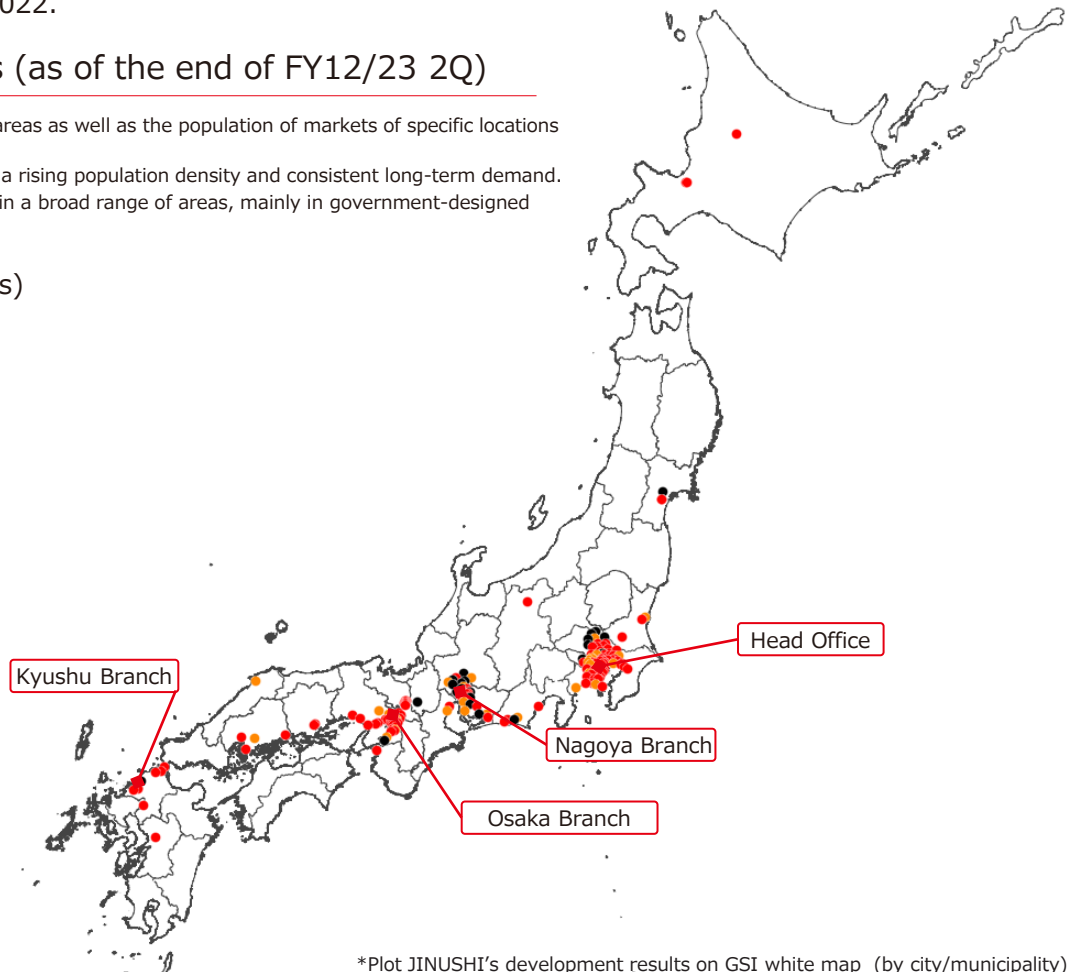 022.
s (as of the end of FY12/23 2Q)
areas as well as the population of markets of specific locations
a rising population density and consistent long-term demand.
in a broad range of areas, mainly in government-designed
s)
Head Office
Kyushu Branch
Nagoya Branch
Osaka Branch
*Plot JINUSHI's development results on GSI white map (by city/municipality)